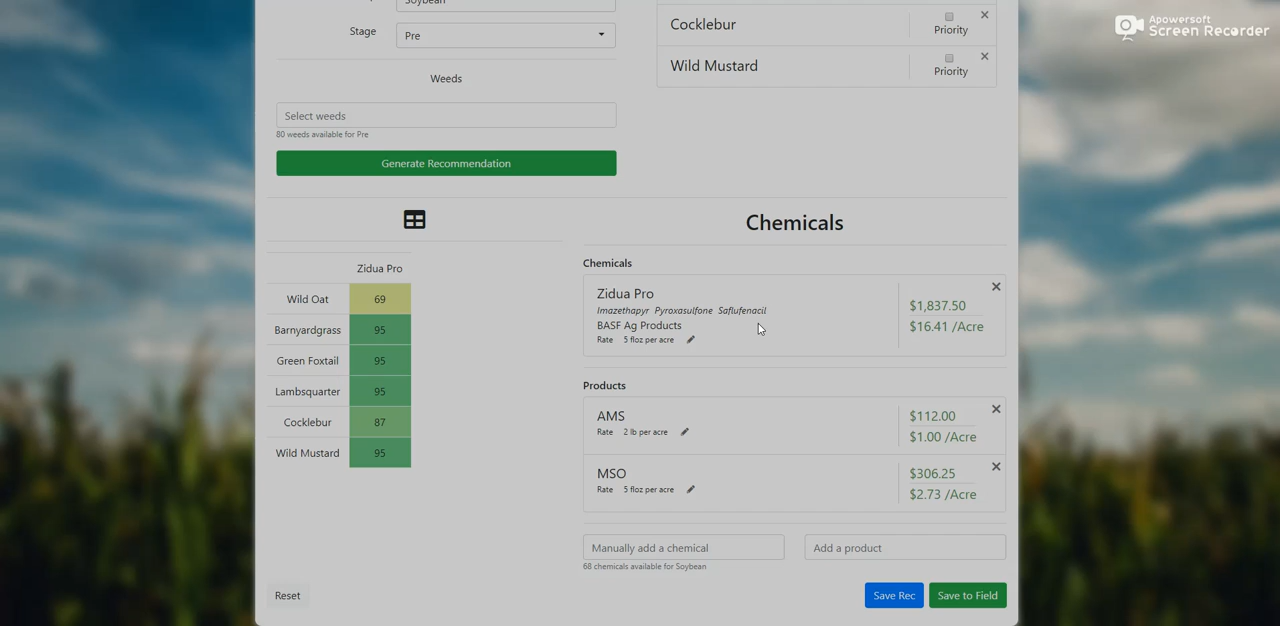 Apowersoft
Screen Recorder
Soybean
Stage
Pre
Weeds
Select weeds
80 weeds available for Pre
Generate Recommendation
Cocklebur
Priority
Wild Mustard
Priority
Zidua Pro
Wild Oat 69
Barnyardgrass 95
Green Foxtail 95
Lambsquarter 95
Cocklebur 87
Wild Mustard 95
Chemicals
Chemicals
Zidua Pro
Imazethapyr Pyroxasulfone Saflufenacil
BASF Ag Products
Rate 5 floz per acre
$1,837.50
$16.41 /Acre
Products
AMS
Rate 2 lb per acre
$112.00
$1.00 /Acre
MSO
Rate 5 floz per acre
$306.25
$2.73 /Acre
Manually add a chemical
Add a product
68 chemicals available for Soybean
Reset
Save Rec
Save to Field